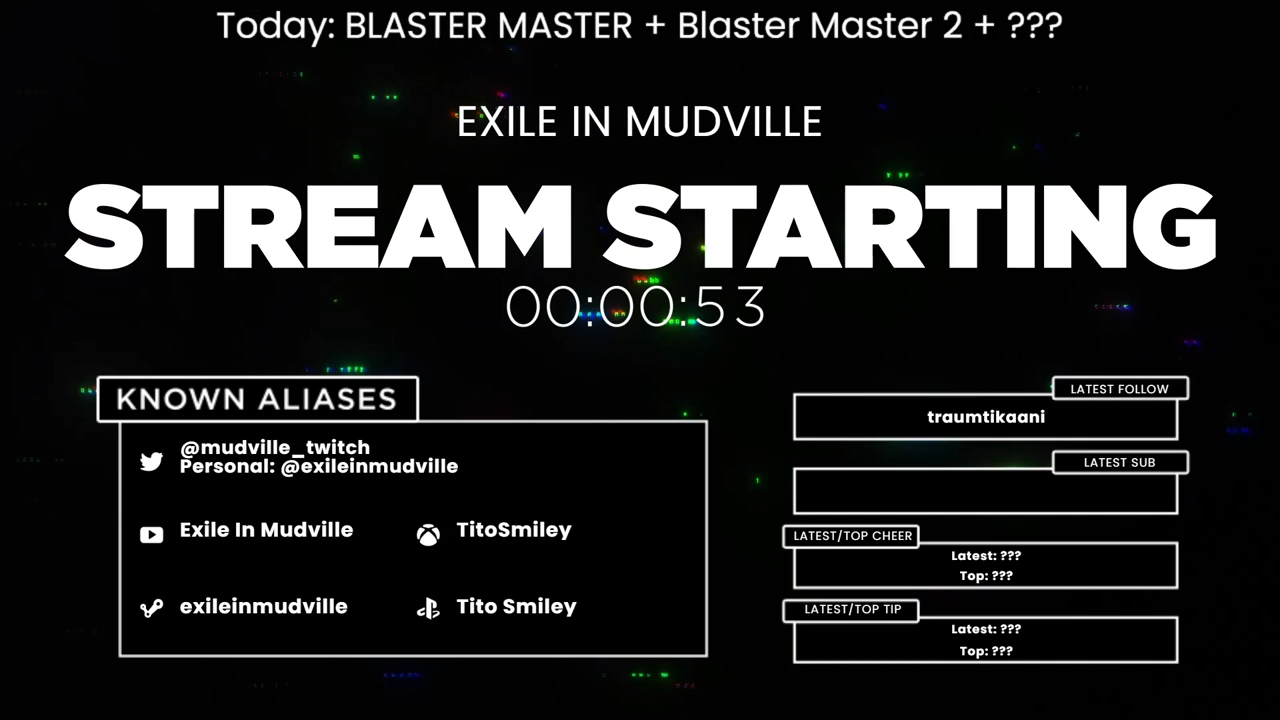 Today: BLASTER MASTER + Blaster Master 2 + ???
EXILE IN MUDVILLE
STREAM STARTING
00:00:53
KNOWN ALIASES
@mudville_twitch
Personal: @exileinmudville
Exile In Mudville
TitoSmiley
exileinmudville
Tito Smiley
LATEST FOLLOW
traumtikaani
LATEST SUB
LATEST/TOP CHEER
Latest: ???
Top: ???
LATEST/TOP TIP
Latest: ???
Top: ???